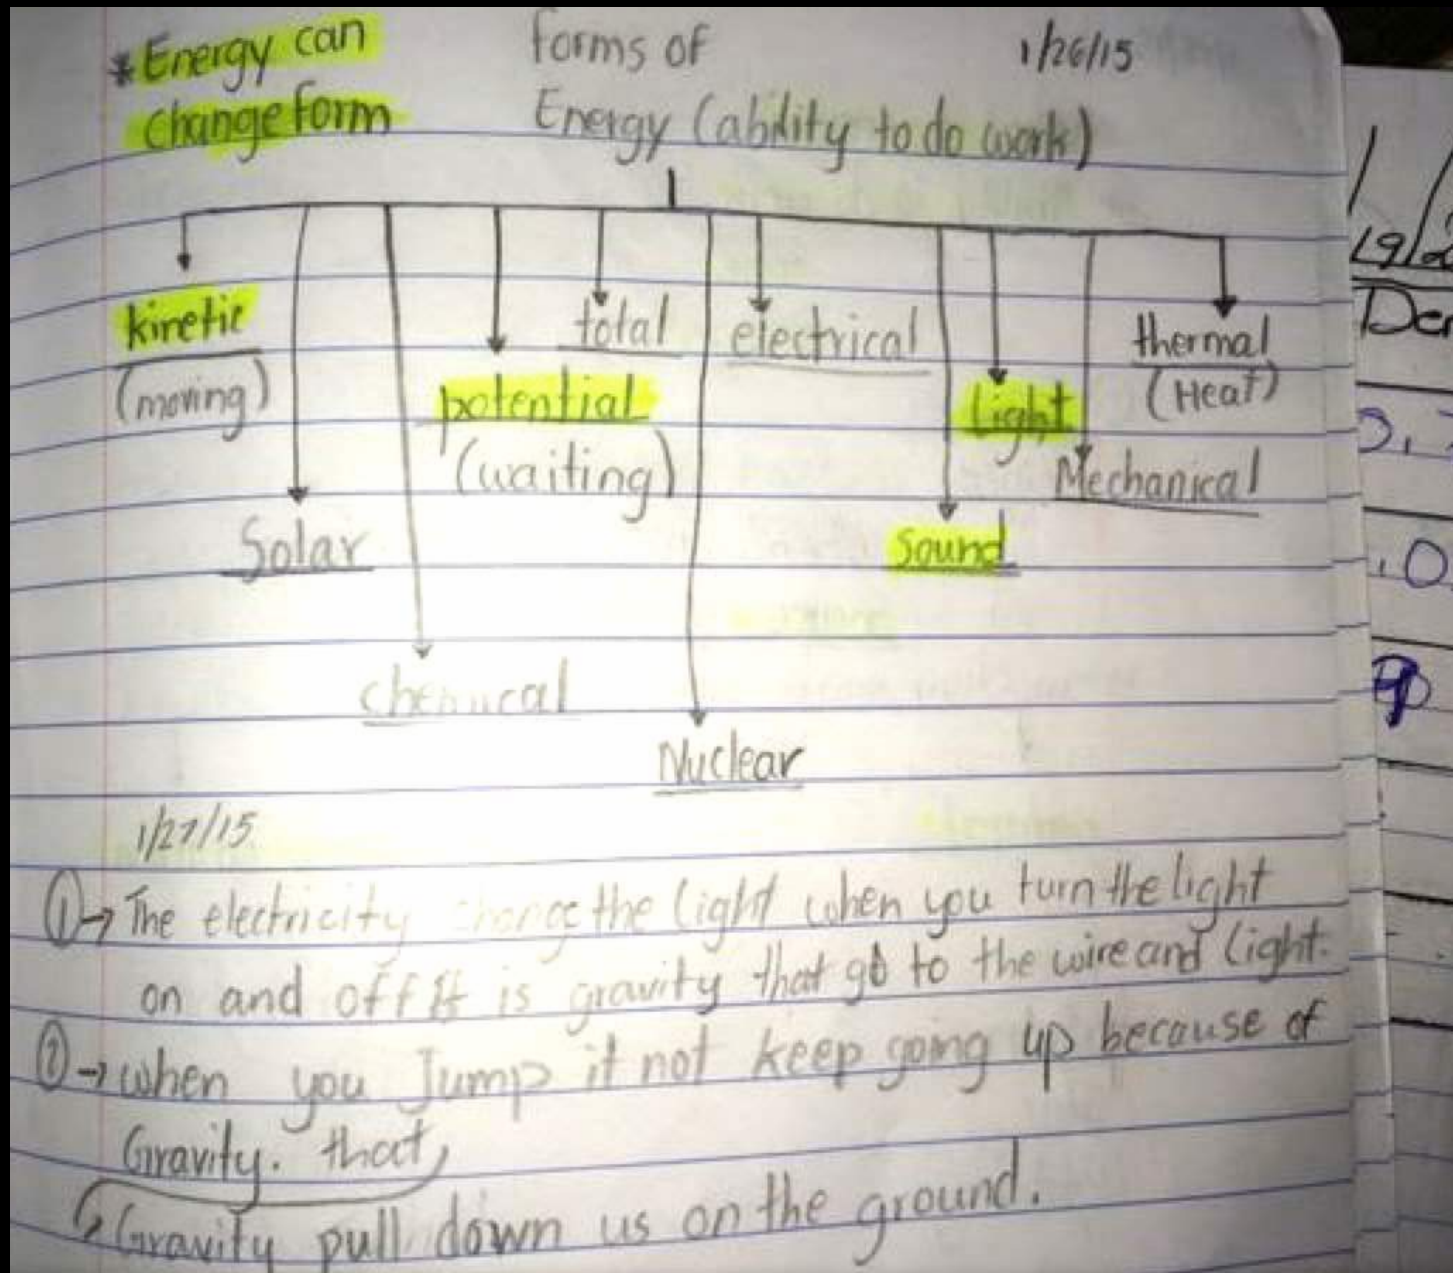 *Energy can
change form
forms of
Energy (ability to do work)
1/26/15
kinetic
(moving)
Solar
chemical
potential
(waiting)
total
Nuclear
electrical
Sound
Light
Mechanical
thermal
(Heat)
1/27/15
① → The electricity change the light when you turn the light
on and off It is gravity that go to the wire and light.
② → when you Jump it not keep going up because of
Gravity. that
Gravity pull down us on the ground.